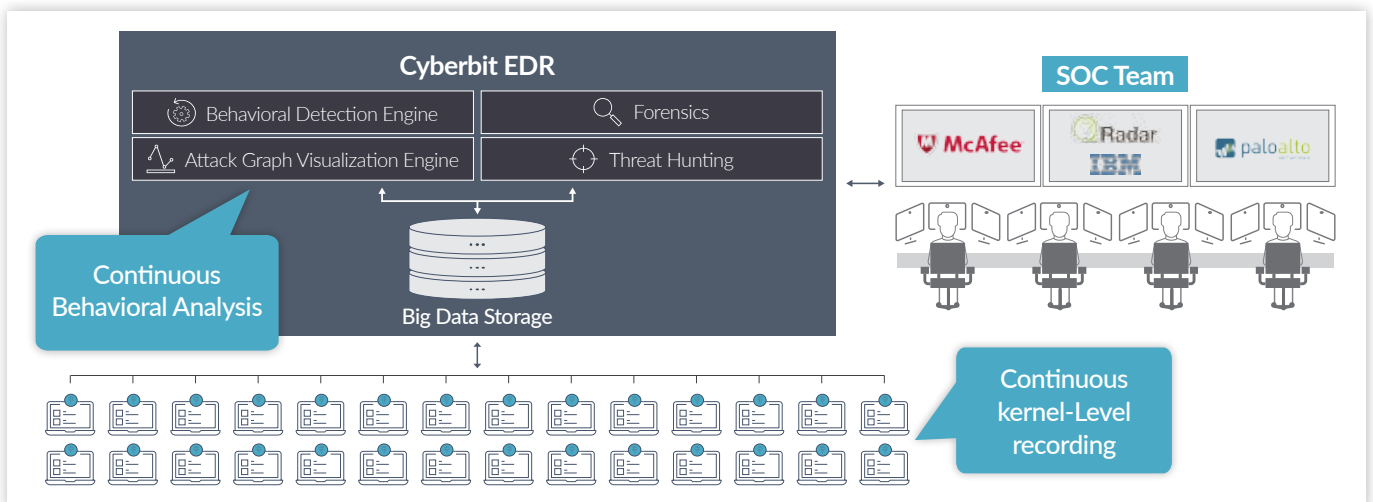 Cyberbit EDR
Behavioral Detection Engine
Forensics
Attack Graph Visualization Engine
Threat Hunting
Big Data Storage
Continuous
Behavioral Analysis
SOC Team
McAfee
Radar
IBM
paloalto
Continuous
kernel-Level
recording